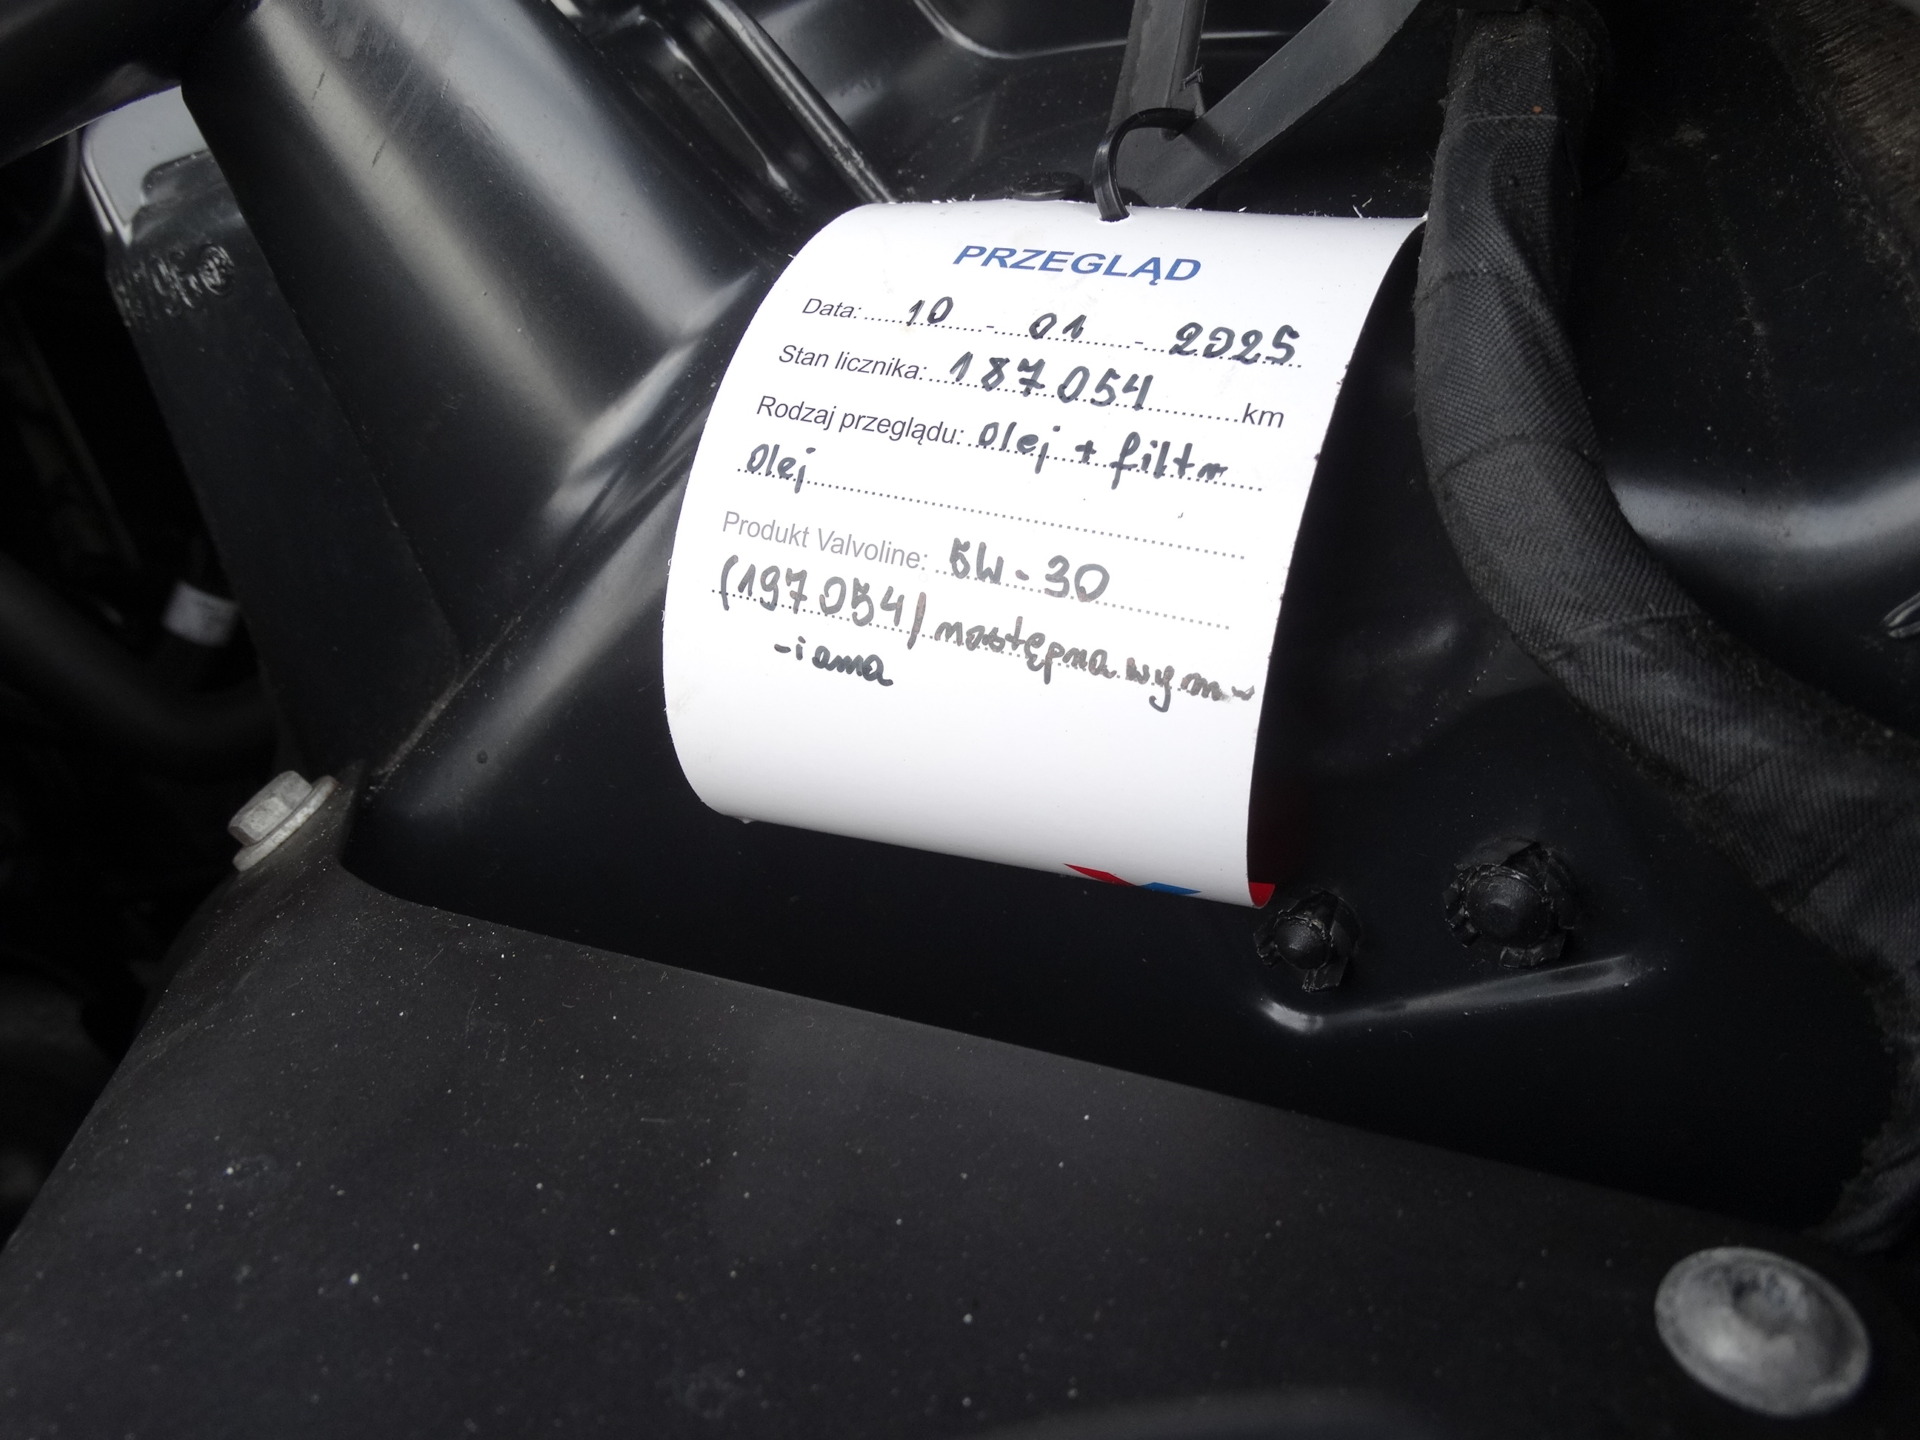 PRZEGLĄD
Data: 10 - 01 - 2025
Stan licznika: 187 054 km
Rodzaj przeglądu: Olej + filtr
Olej
Produkt Valvoline: 5W-30
(197 054) następna wym
-iana